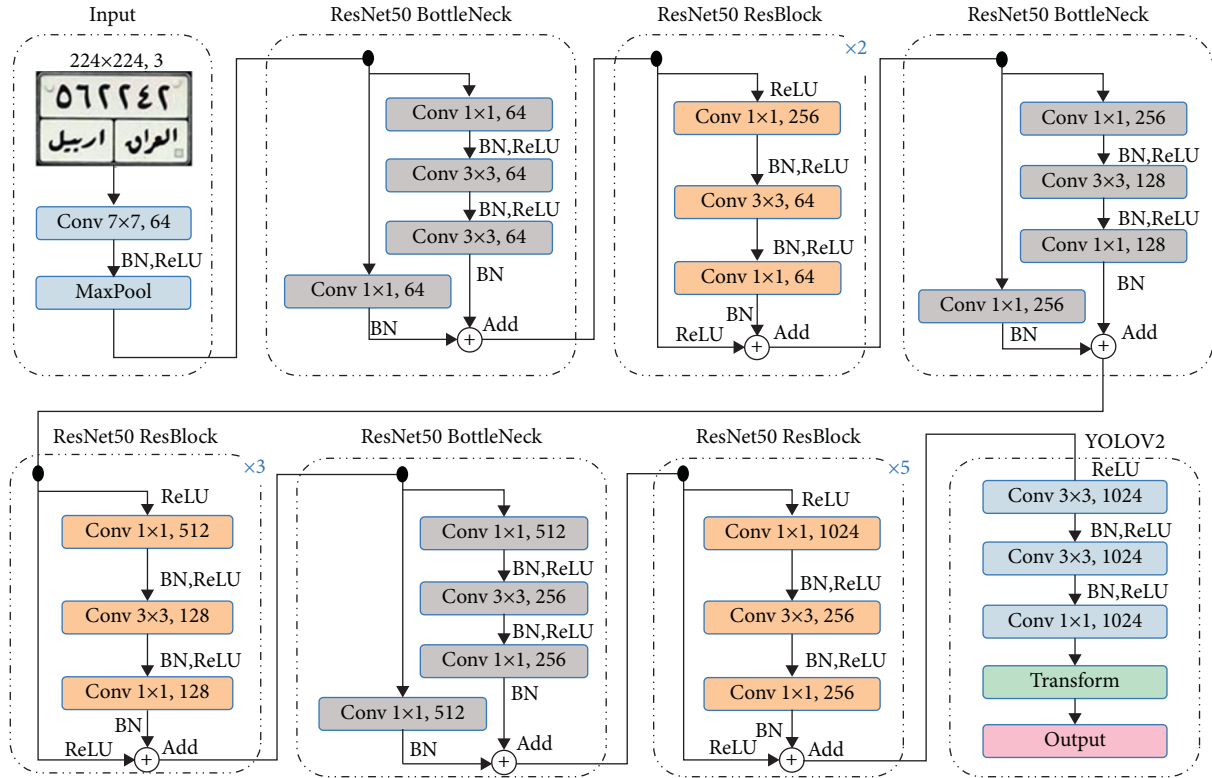 Input
224×224, 3
٥٦٢٢٤٢
اربيل العراق
Conv 7×7, 64
BN,ReLU
MaxPool
ResNet50 BottleNeck
Conv 1×1, 64
BN,ReLU
Conv 3×3, 64
BN,ReLU
Conv 3×3, 64
BN
Conv 1×1, 64
BN
Add
+
ResNet50 ResBlock
×2
ReLU
Conv 1×1, 256
BN,ReLU
Conv 3×3, 64
BN,ReLU
Conv 1×1, 64
BN
ReLU
Add
+
ResNet50 BottleNeck
Conv 1×1, 256
BN,ReLU
Conv 3×3, 128
BN,ReLU
Conv 1×1, 128
BN
Conv 1×1, 256
BN
Add
+
ResNet50 ResBlock
×3
ReLU
Conv 1×1, 512
BN,ReLU
Conv 3×3, 128
BN,ReLU
Conv 1×1, 128
BN
ReLU
Add
+
ResNet50 BottleNeck
Conv 1×1, 512
BN,ReLU
Conv 3×3, 256
BN,ReLU
Conv 1×1, 256
BN
Conv 1×1, 512
BN
Add
+
ResNet50 ResBlock
×5
ReLU
Conv 1×1, 1024
BN,ReLU
Conv 3×3, 256
BN,ReLU
Conv 1×1, 256
BN
ReLU
Add
+
YOLOV2
ReLU
Conv 3×3, 1024
BN,ReLU
Conv 3×3, 1024
BN,ReLU
Conv 1×1, 1024
Transform
Output